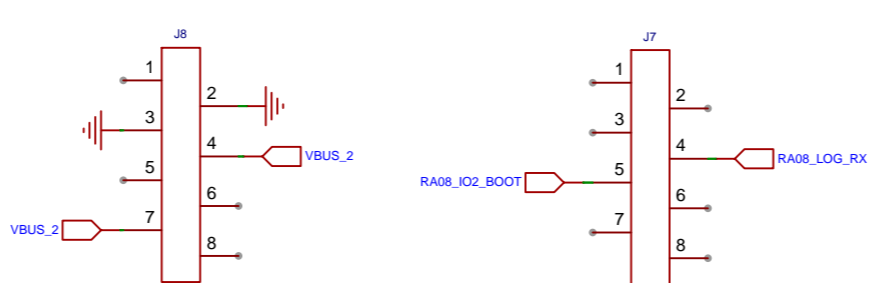 J8
1
2
3
4
VBUS_2
5
6
7
VBUS_2
8
J7
1
2
3
4
RA08_LOG_RX
5
RA08_IO2_BOOT
6
7
8